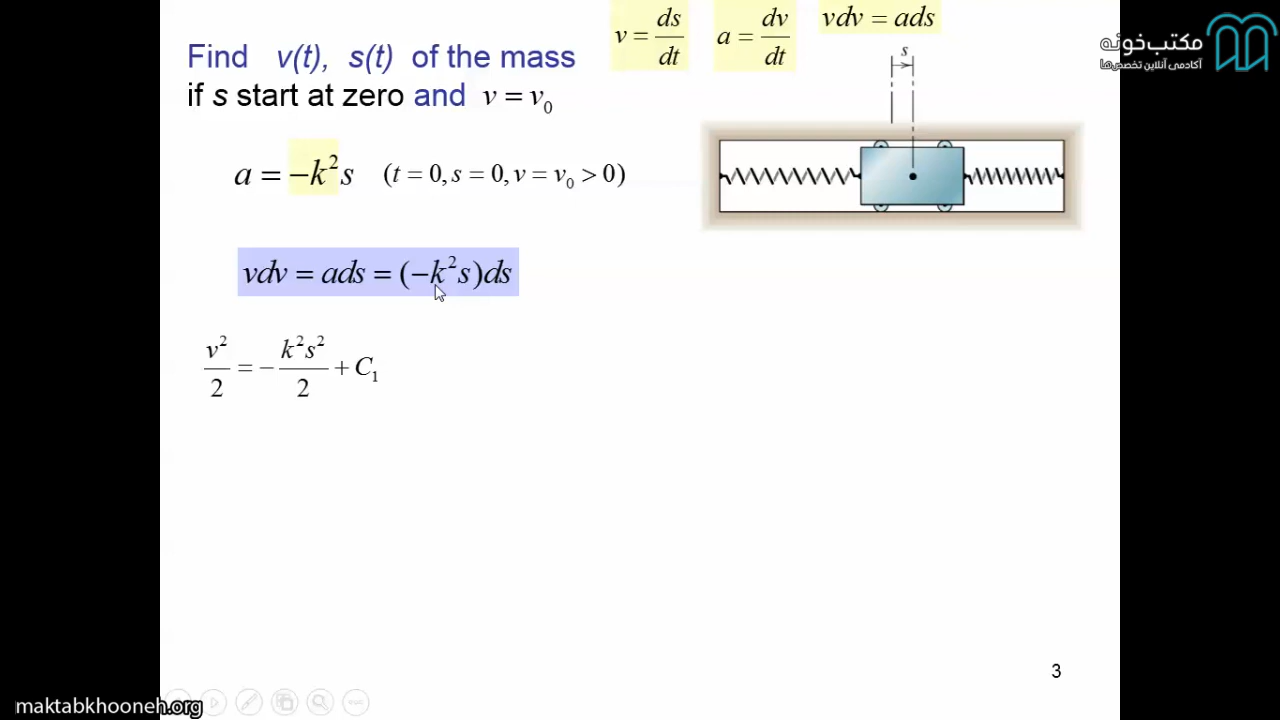 Find v(t), s(t) of the mass
if s start at zero and v = v₀
v = ds/dt a = dv/dt vdv = ads
مکتب‌خونه
آکادمی آنلاین تخصص‌ها
s
a = −k²s (t = 0, s = 0, v = v₀ > 0)
vdv = ads = (−k²s)ds
v²/2 = − k²s²/2 + C₁
3
maktabkhooneh.org